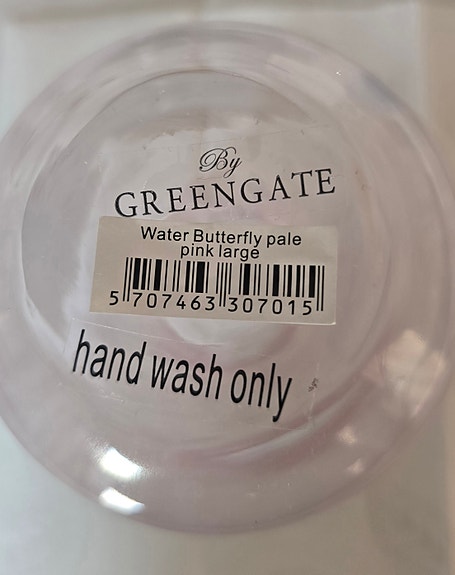 By
GREENGATE
Water Butterfly pale
pink large
5 707463 307015
hand wash only